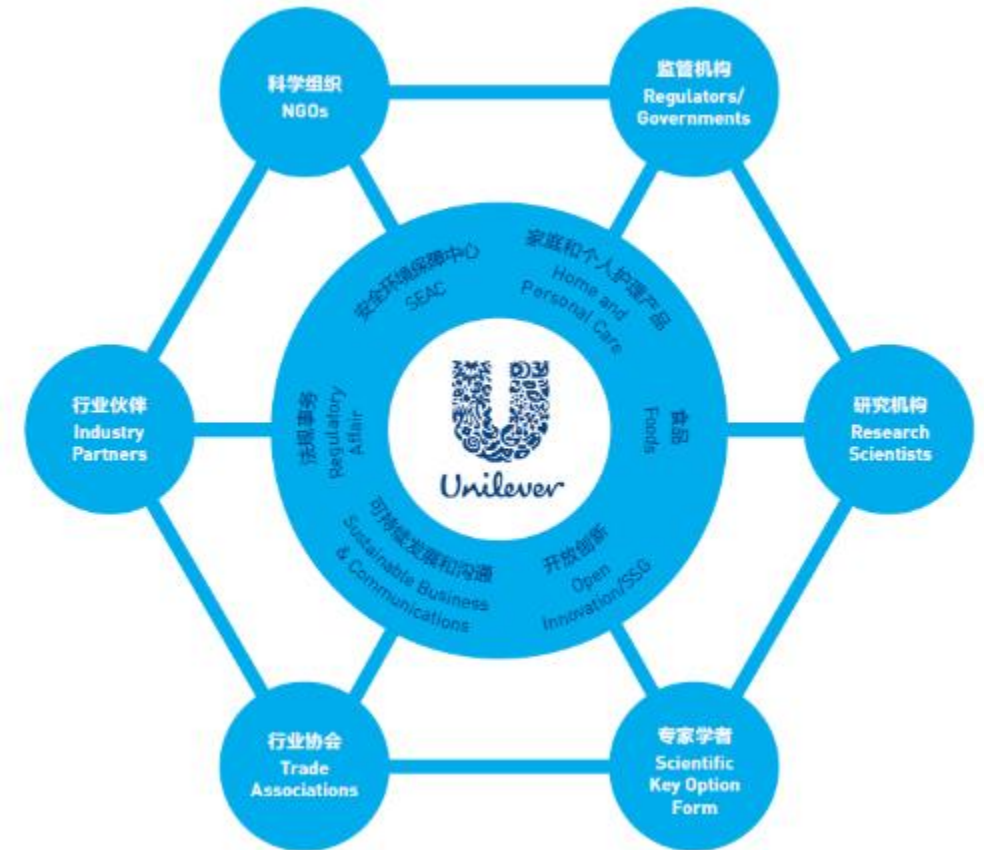 科学组织
NGOs
监管机构
Regulators/
Governments
安全环境保障中心
SEAC
家庭和个人护理产品
Home and
Personal Care
行业伙伴
Industry
Partners
法规事务
Regulatory
Affair
Unilever
食品
Foods
研究机构
Research
Scientists
可持续发展和沟通
Sustainable Business
& Communications
开放创新
Open
Innovation/SSG
行业协会
Trade
Associations
专家学者
Scientific
Key Option
Form